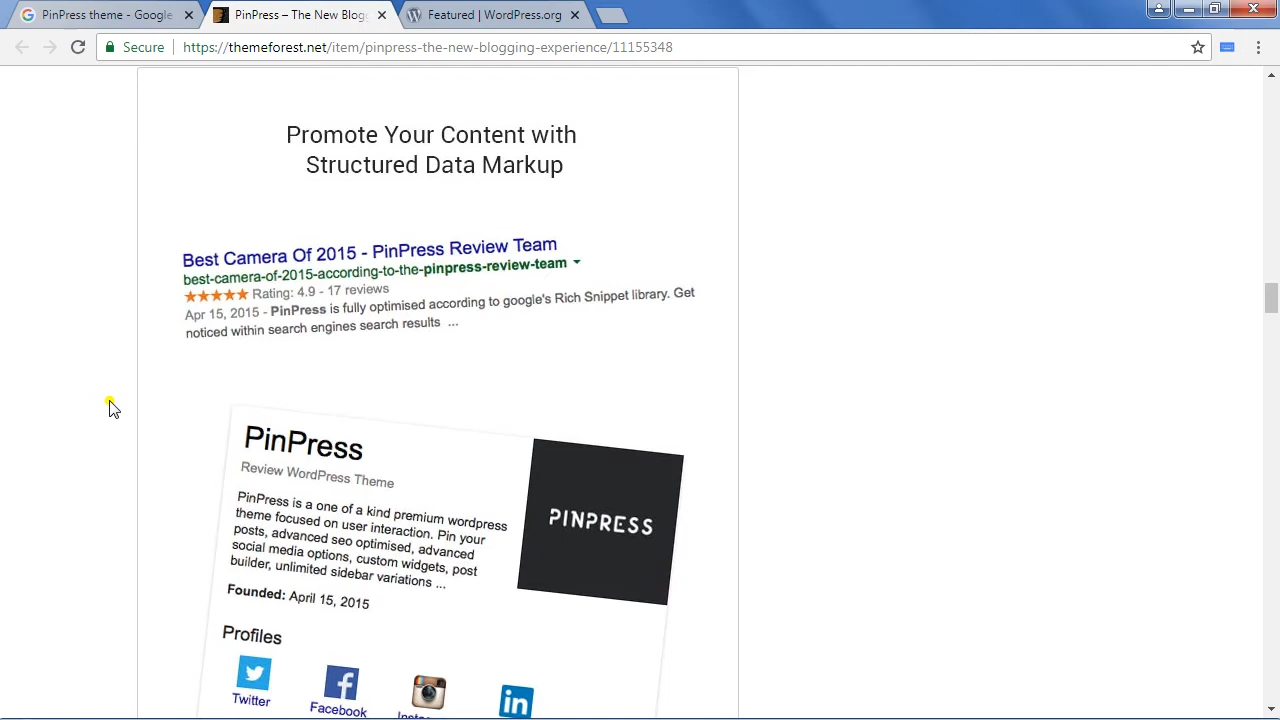 PinPress theme - Google
PinPress – The New Blogg
Featured | WordPress.org
Secure
https://themeforest.net/item/pinpress-the-new-blogging-experience/11155348
Promote Your Content with
Structured Data Markup
Best Camera Of 2015 - PinPress Review Team
best-camera-of-2015-according-to-the-pinpress-review-team
Rating: 4.9 - 17 reviews
Apr 15, 2015 - PinPress is fully optimised according to google's Rich Snippet library. Get
noticed within search engines search results ...
PinPress
Review WordPress Theme
PinPress is a one of a kind premium wordpress
theme focused on user interaction. Pin your
posts, advanced seo optimised, advanced
social media options, custom widgets, post
builder, unlimited sidebar variations ...
PINPRESS
Founded: April 15, 2015
Profiles
Twitter
Facebook